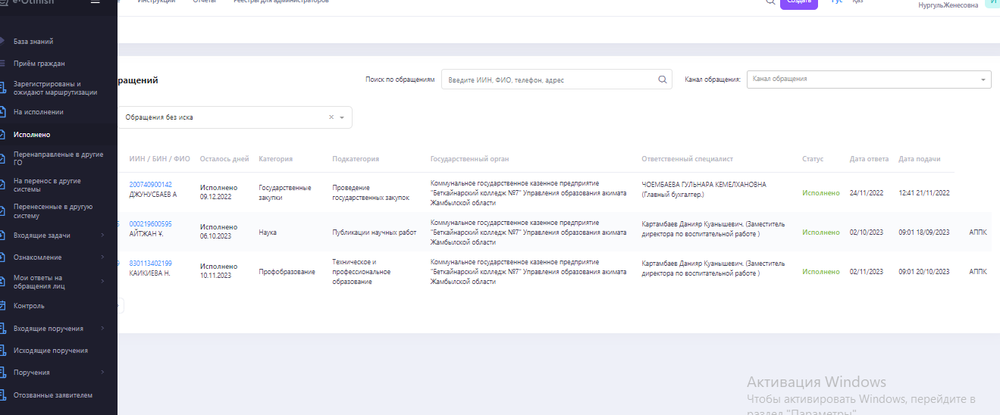 e-Otinish
Инструкции
Отчеты
Реестры для администраторов
Создать
Рус
Қаз
НургульЖенесовна
И
База знаний
Приём граждан
Зарегистрированы и
ожидают маршрутизации
На исполнении
Исполнено
Перенаправленые в другие
ГО
На перенос в другие
системы
Перенесенные в другую
систему
Входящие задачи
Ознакомление
Мои ответы на
обращения лиц
Контроль
Входящие поручения
Исходящие поручения
Поручения
Отозванные заявителем
ращений
Поиск по обращениям
Введите ИИН, ФИО, телефон, адрес
Канал обращения:
Канал обращения
Обращения без иска
ИИН / БИН / ФИО
Осталось дней
Категория
Подкатегория
Государственный орган
Ответственный специалист
Статус
Дата ответа
Дата подачи
200740900142
ДЖУНУСБАЕВ А
Исполнено
09.12.2022
Государственные
закупки
Проведение
государственных закупок
Коммунальное государственное казенное предприятие
"Беткайнарский колледж №7" Управления образования акимата
Жамбылской области
ЧОЕМБАЕВА ГУЛЬНАРА КЕМЕЛХАНОВНА
(Главный бухгалтер.)
Исполнено
24/11/2022
12:41 21/11/2022
000219600595
АЙТЖАН Ұ.
Исполнено
06.10.2023
Наука
Публикации научных работ
Коммунальное государственное казенное предприятие
"Беткайнарский колледж №7" Управления образования акимата
Жамбылской области
Картамбаев Данияр Куанышевич. (Заместитель
директора по воспитательной работе )
Исполнено
02/10/2023
09:01 18/09/2023
АППК
830113402199
КАИКИЕВА Н.
Исполнено
10.11.2023
Профобразование
Техническое и
профессиональное
образование
Коммунальное государственное казенное предприятие
"Беткайнарский колледж №7" Управления образования акимата
Жамбылской области
Картамбаев Данияр Куанышевич. (Заместитель
директора по воспитательной работе )
Исполнено
02/11/2023
09:01 20/10/2023
АППК
Активация Windows
Чтобы активировать Windows, перейдите в
раздел "Параметры"